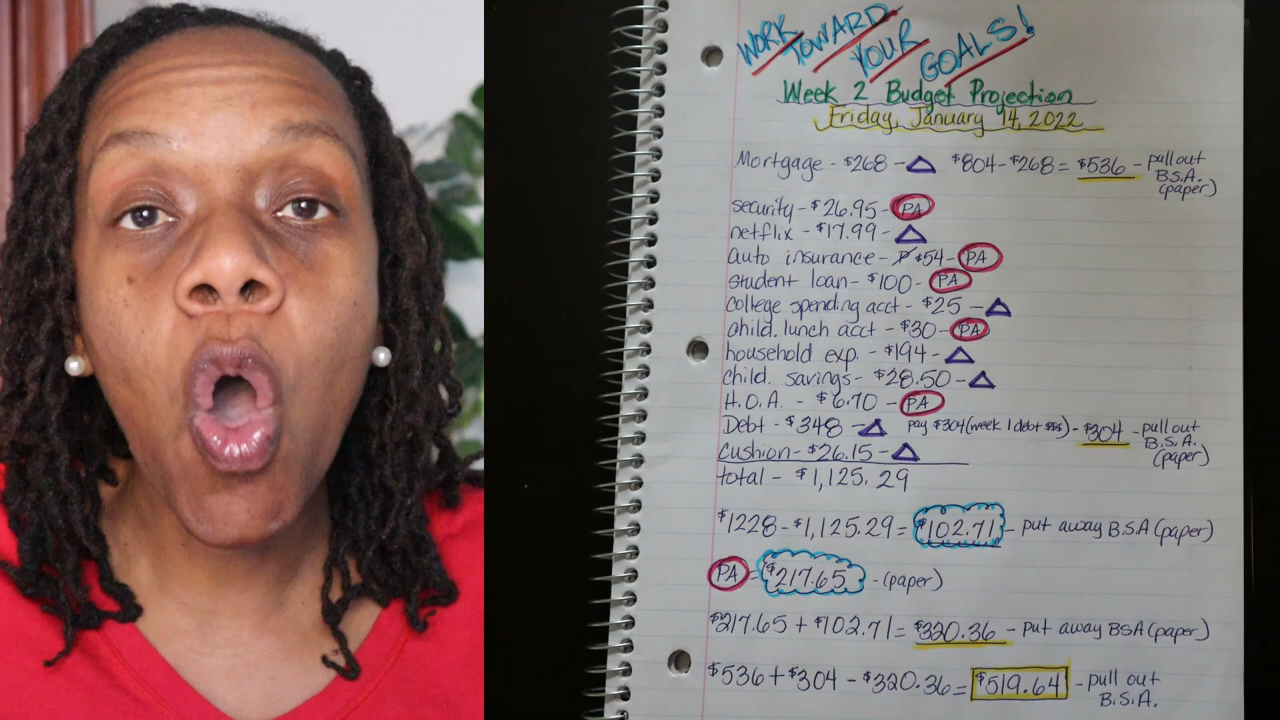 WORK TOWARD YOUR GOALS!
Week 2 Budget Projection
Friday, January 14, 2022
Mortgage - $268 - △ $804 - $268 = $536 - pull out B.S.A. (paper)
security - $26.95 - PA
netflix - $17.99 - △
auto insurance - $54 - PA
student loan - $100 - PA
college spending acct - $25 - △
child. lunch acct - $30 - PA
household exp. - $194 - △
child. savings - $28.50 - △
H.O.A. - $6.70 - PA
Debt - $348 - △ pay $304 (week 1 debt $$$) - $304 - pull out B.S.A. (paper)
cushion - $26.15 - △
total - $1,125.29
$1228 - $1,125.29 = $102.71 - put away B.S.A (paper)
PA = $217.65 - (paper)
$217.65 + $102.71 = $320.36 - put away BSA (paper)
$536 + $304 - $320.36 = $519.64 - pull out B.S.A.